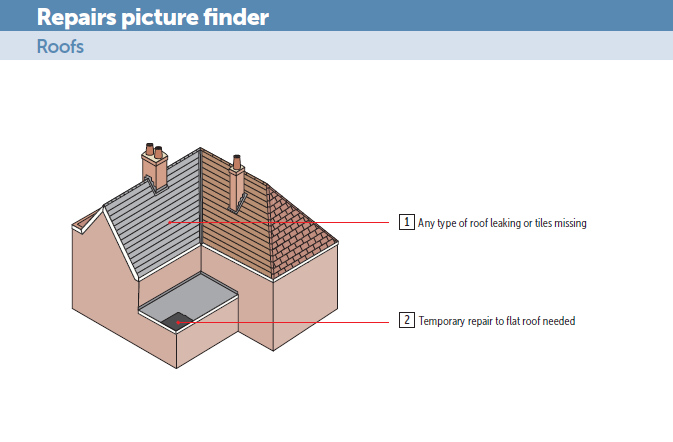 Repairs picture finder
Roofs
1 Any type of roof leaking or tiles missing
2 Temporary repair to flat roof needed